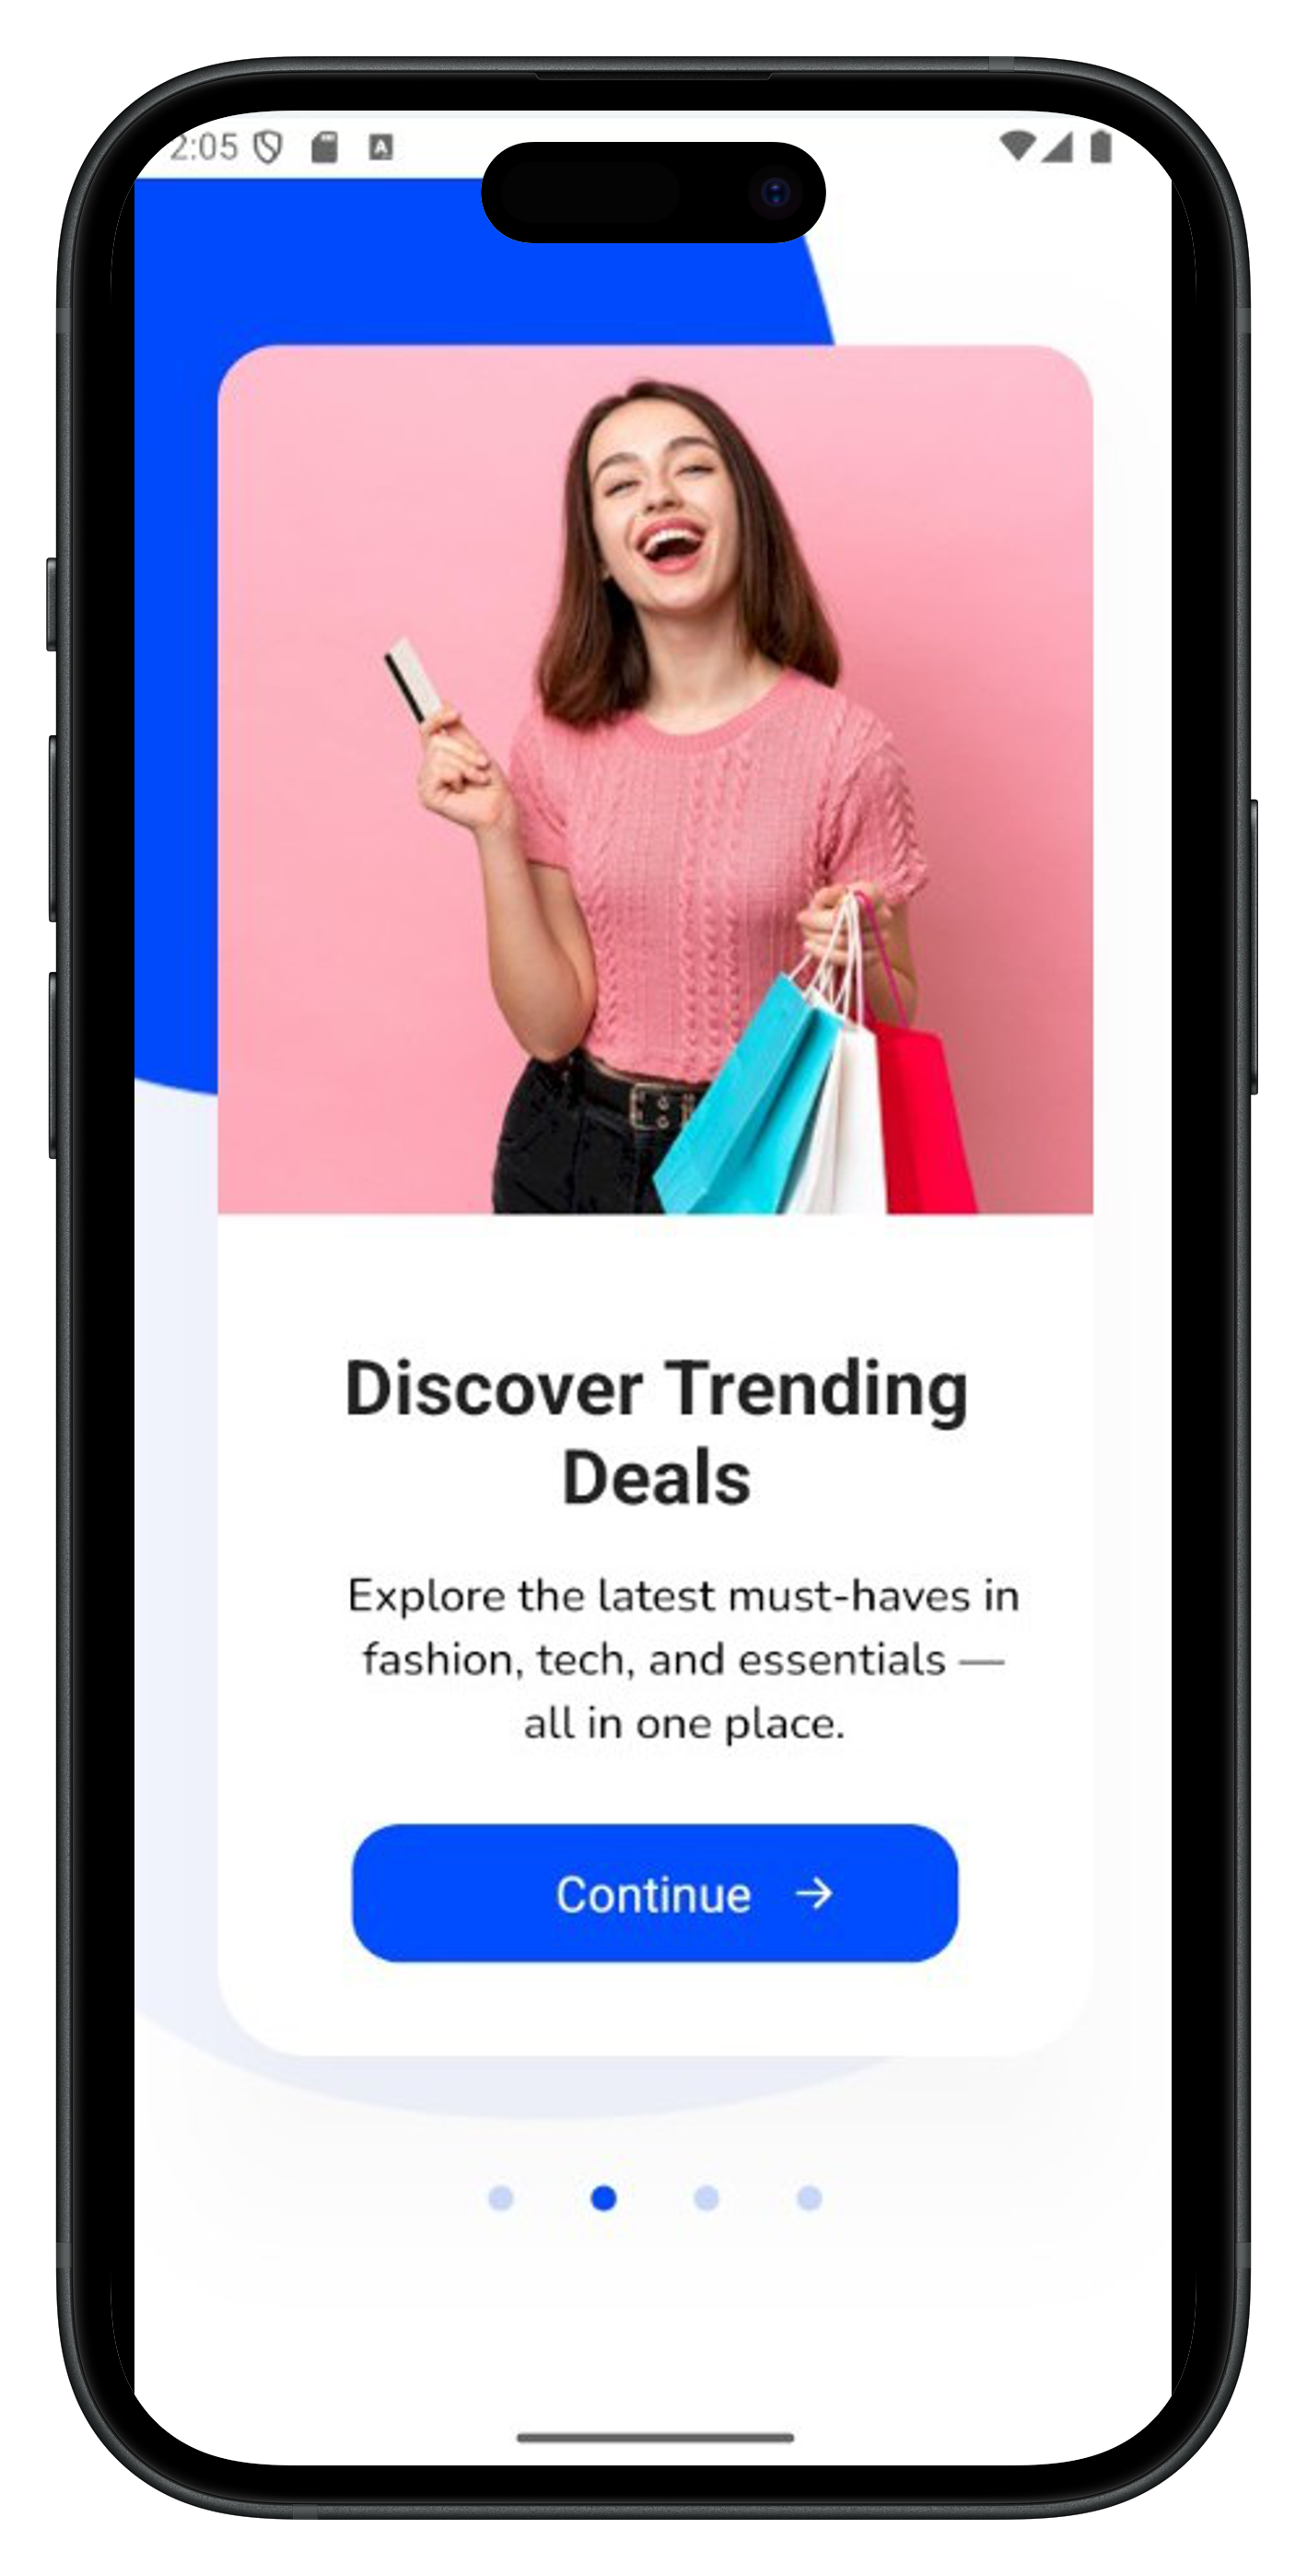 2:05
Discover Trending
Deals
Explore the latest must-haves in
fashion, tech, and essentials —
all in one place.
Continue →